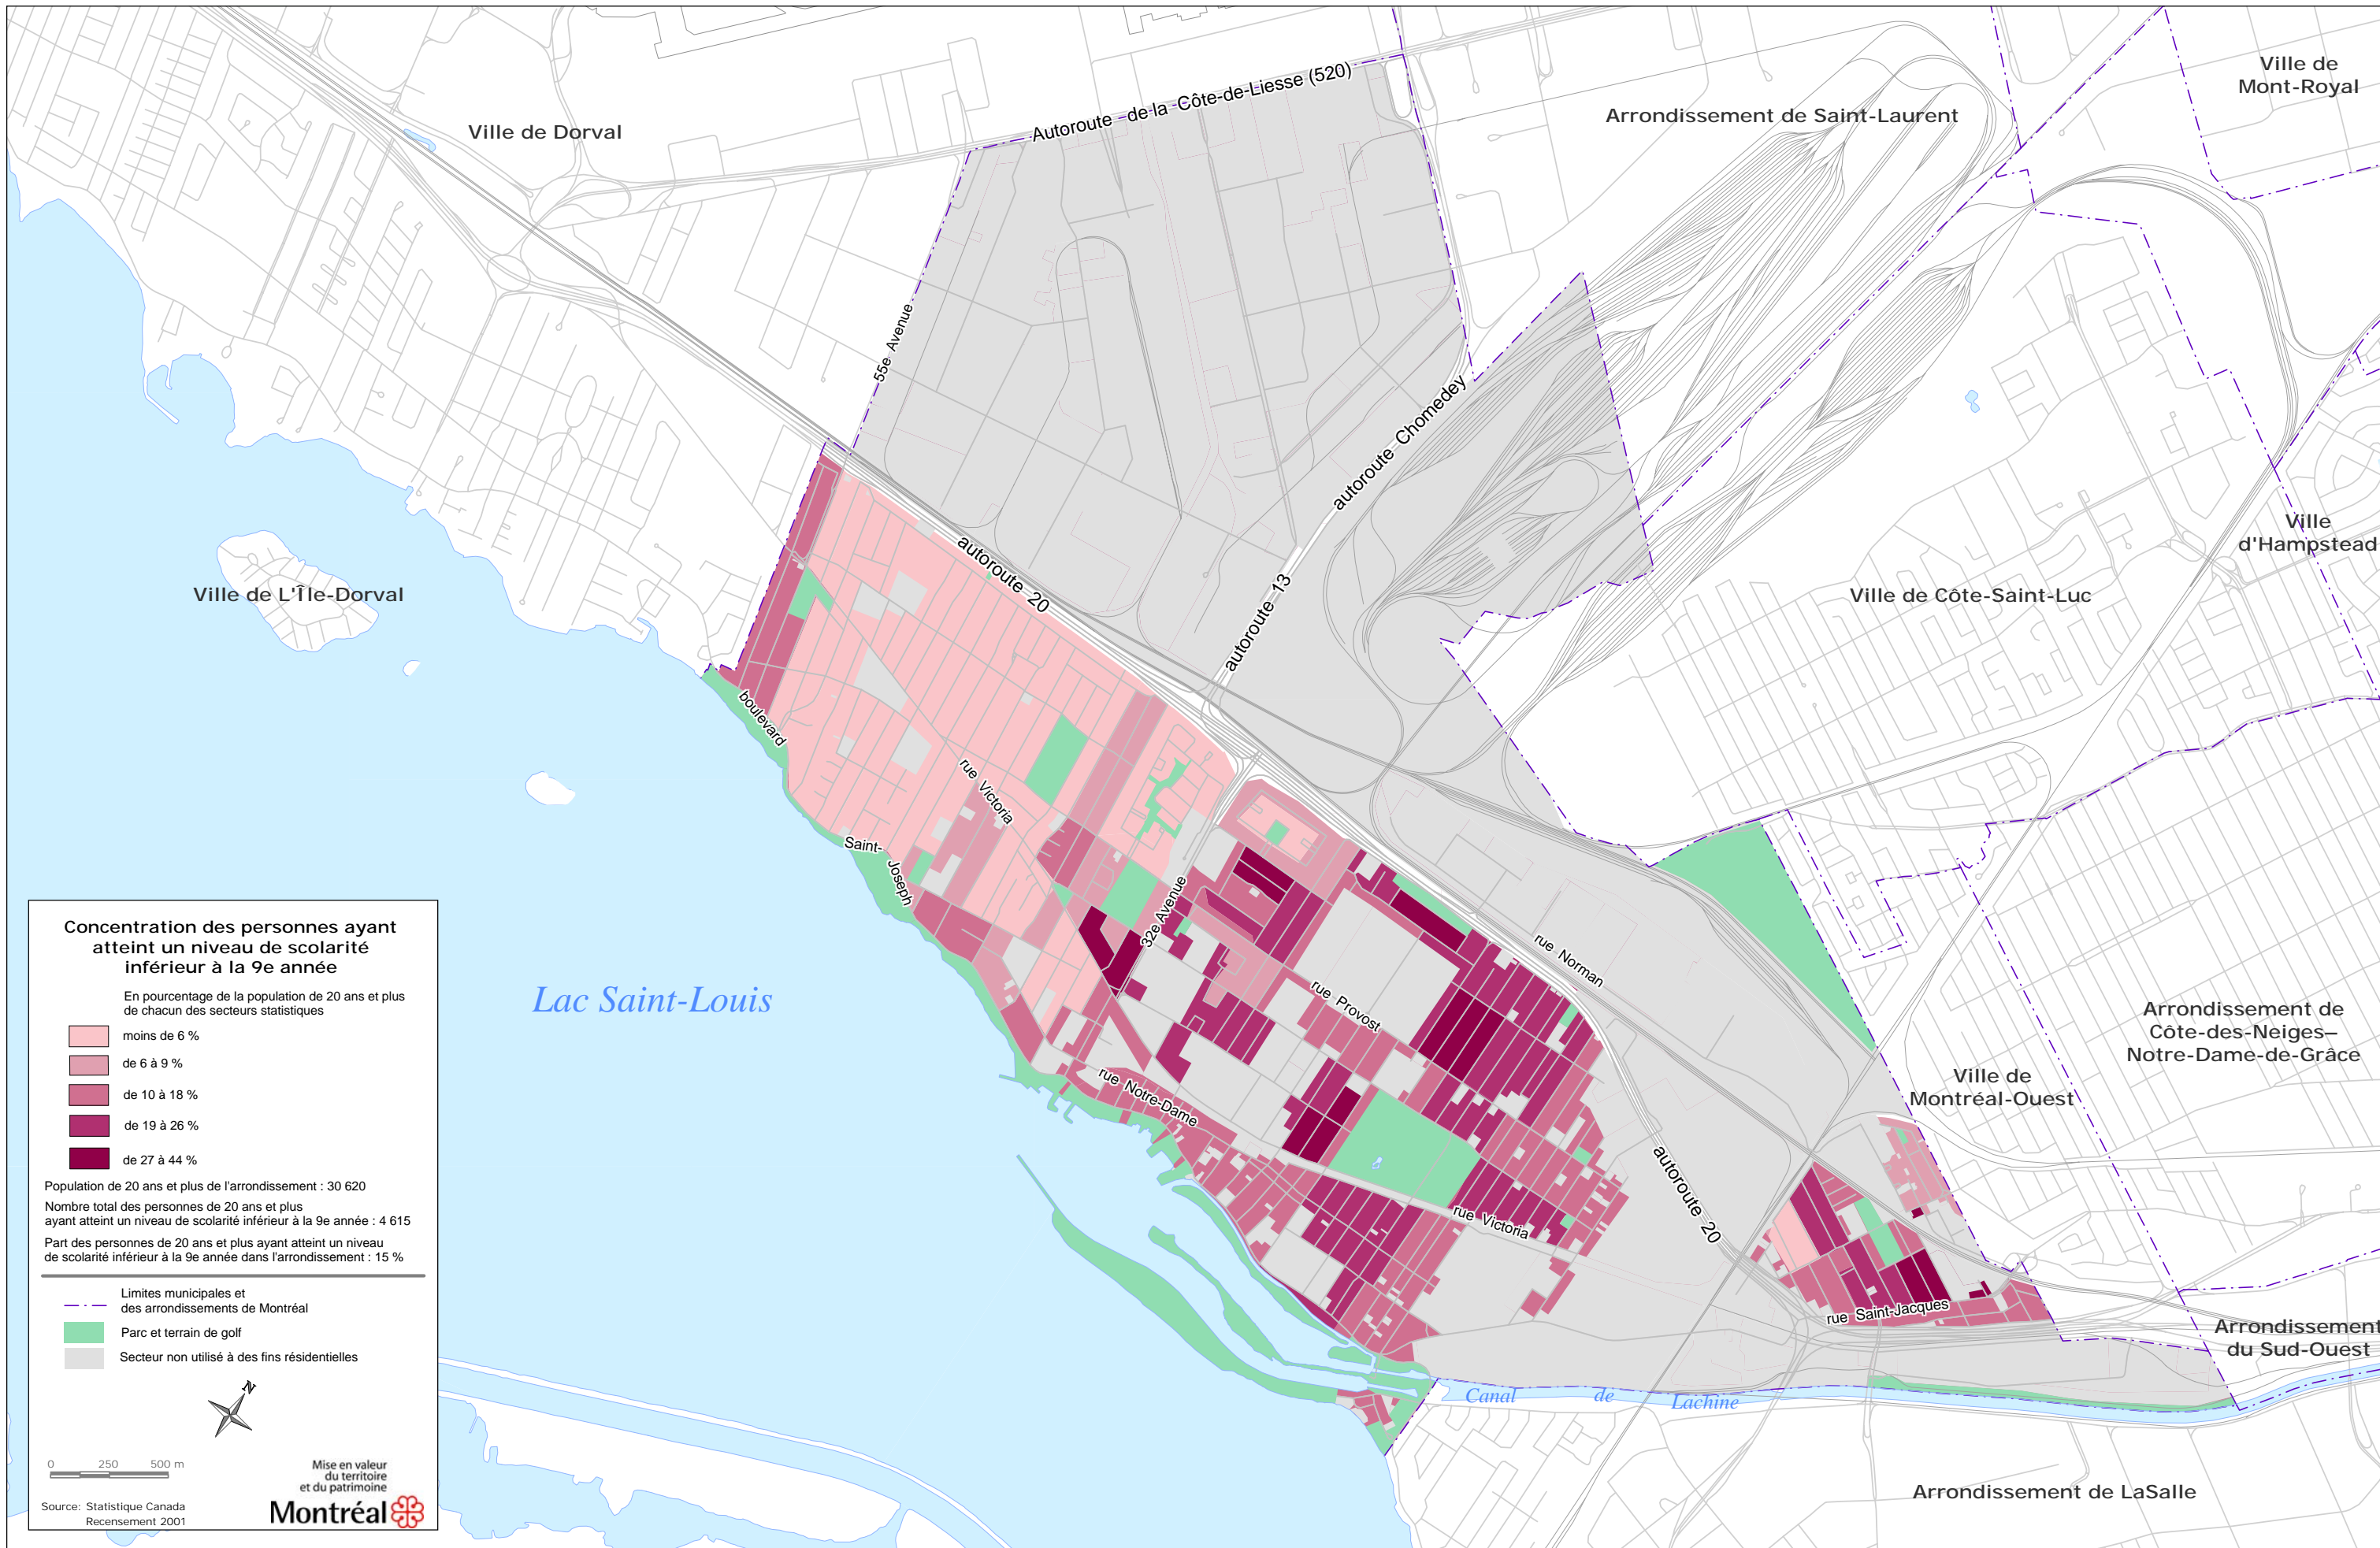 Ville de
Mont-Royal
Autoroute de la Côte-de-Liesse (520)
Arrondissement de Saint-Laurent
Ville de Dorval
55e Avenue
autoroute Chomedey
Ville
d'Hampstead
autoroute 20
autoroute 13
Ville de L'Île-Dorval
Ville de Côte-Saint-Luc
boulevard
Saint-
Joseph
rue Victoria
32e Avenue
rue Norman
rue Provost
Lac Saint-Louis
Arrondissement de
Côte-des-Neiges–
Notre-Dame-de-Grâce
Ville de
Montréal-Ouest
rue Notre-Dame
autoroute 20
rue Victoria
rue Saint-Jacques
Arrondissement
du Sud-Ouest
Canal de Lachine
Arrondissement de LaSalle
Concentration des personnes ayant
atteint un niveau de scolarité
inférieur à la 9e année
En pourcentage de la population de 20 ans et plus
de chacun des secteurs statistiques
moins de 6 %
de 6 à 9 %
de 10 à 18 %
de 19 à 26 %
de 27 à 44 %
Population de 20 ans et plus de l'arrondissement : 30 620
Nombre total des personnes de 20 ans et plus
ayant atteint un niveau de scolarité inférieur à la 9e année : 4 615
Part des personnes de 20 ans et plus ayant atteint un niveau
de scolarité inférieur à la 9e année dans l'arrondissement : 15 %
Limites municipales et
des arrondissements de Montréal
Parc et terrain de golf
Secteur non utilisé à des fins résidentielles
N
0 250 500 m
Mise en valeur
du territoire
et du patrimoine
Montréal
Source: Statistique Canada
Recensement 2001